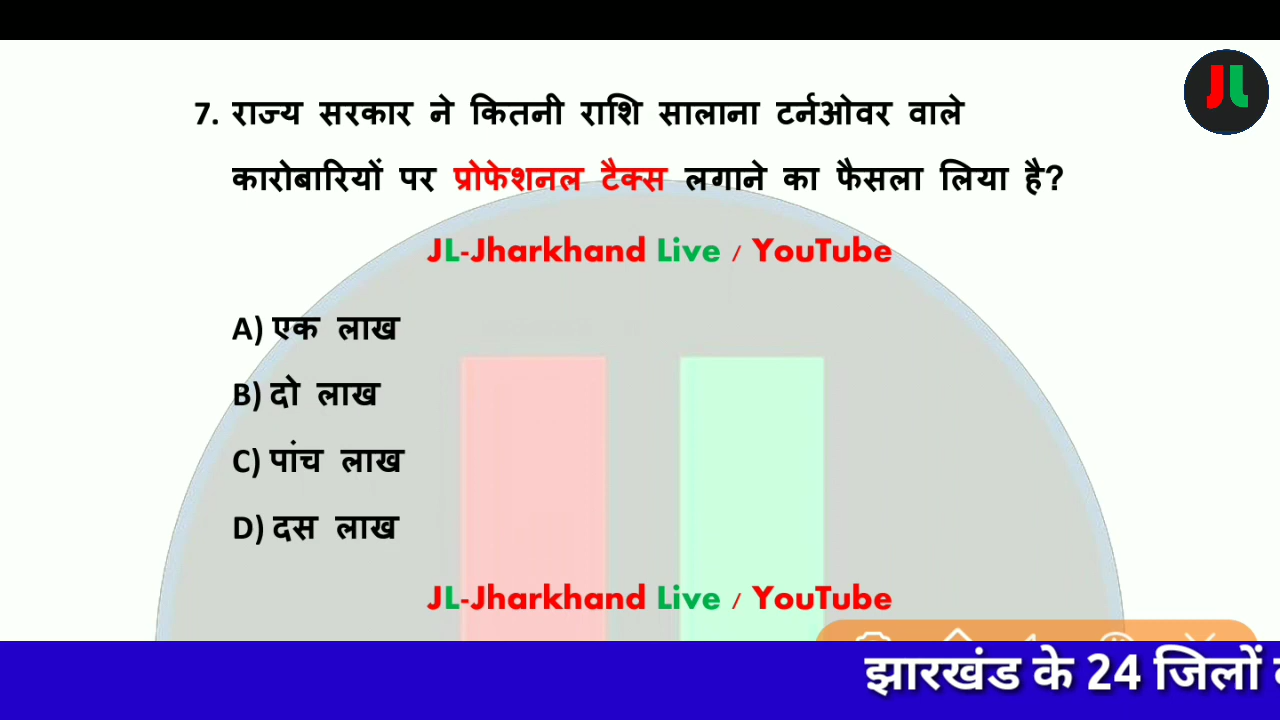 JL
7. राज्य सरकार ने कितनी राशि सालाना टर्नओवर वाले
कारोबारियों पर प्रोफेशनल टैक्स लगाने का फैसला लिया है?
JL-Jharkhand Live / YouTube
A) एक लाख
B) दो लाख
C) पांच लाख
D) दस लाख
JL-Jharkhand Live / YouTube
झारखंड के 24 जिलों